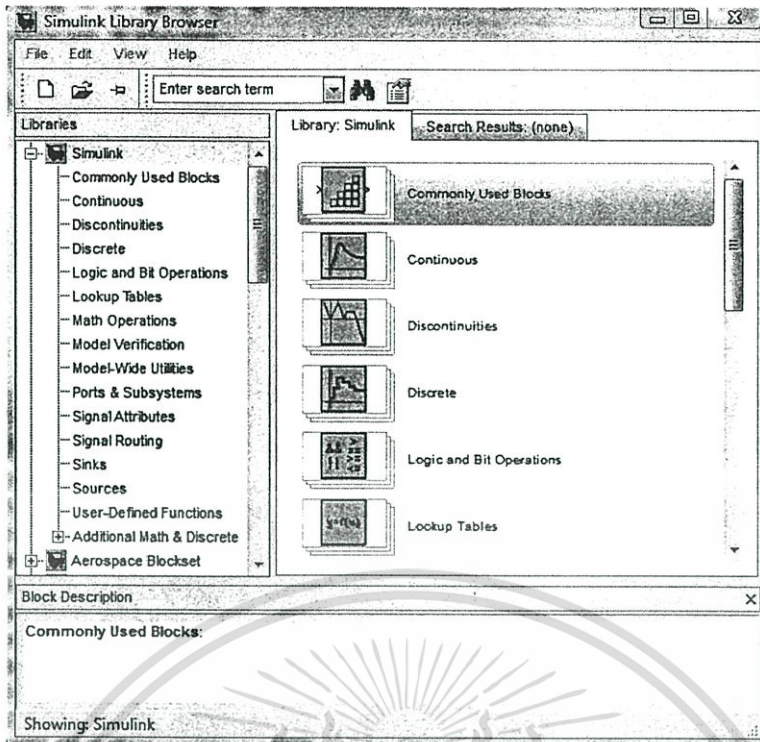 Simulink Library Browser
File Edit View Help
Enter search term
Libraries
Library: Simulink
Search Results: (none)
Simulink
Commonly Used Blocks
Continuous
Discontinuities
Discrete
Logic and Bit Operations
Lookup Tables
Math Operations
Model Verification
Model-Wide Utilities
Ports & Subsystems
Signal Attributes
Signal Routing
Sinks
Sources
User-Defined Functions
Additional Math & Discrete
Aerospace Blockset
Commonly Used Blocks
Continuous
Discontinuities
Discrete
Logic and Bit Operations
y=f(u)
Lookup Tables
Block Description
Commonly Used Blocks:
Showing: Simulink